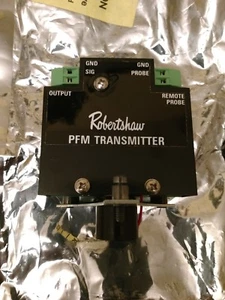 GND GND
SIG PROBE
OUTPUT REMOTE
PROBE
Robertshaw
PFM TRANSMITTER